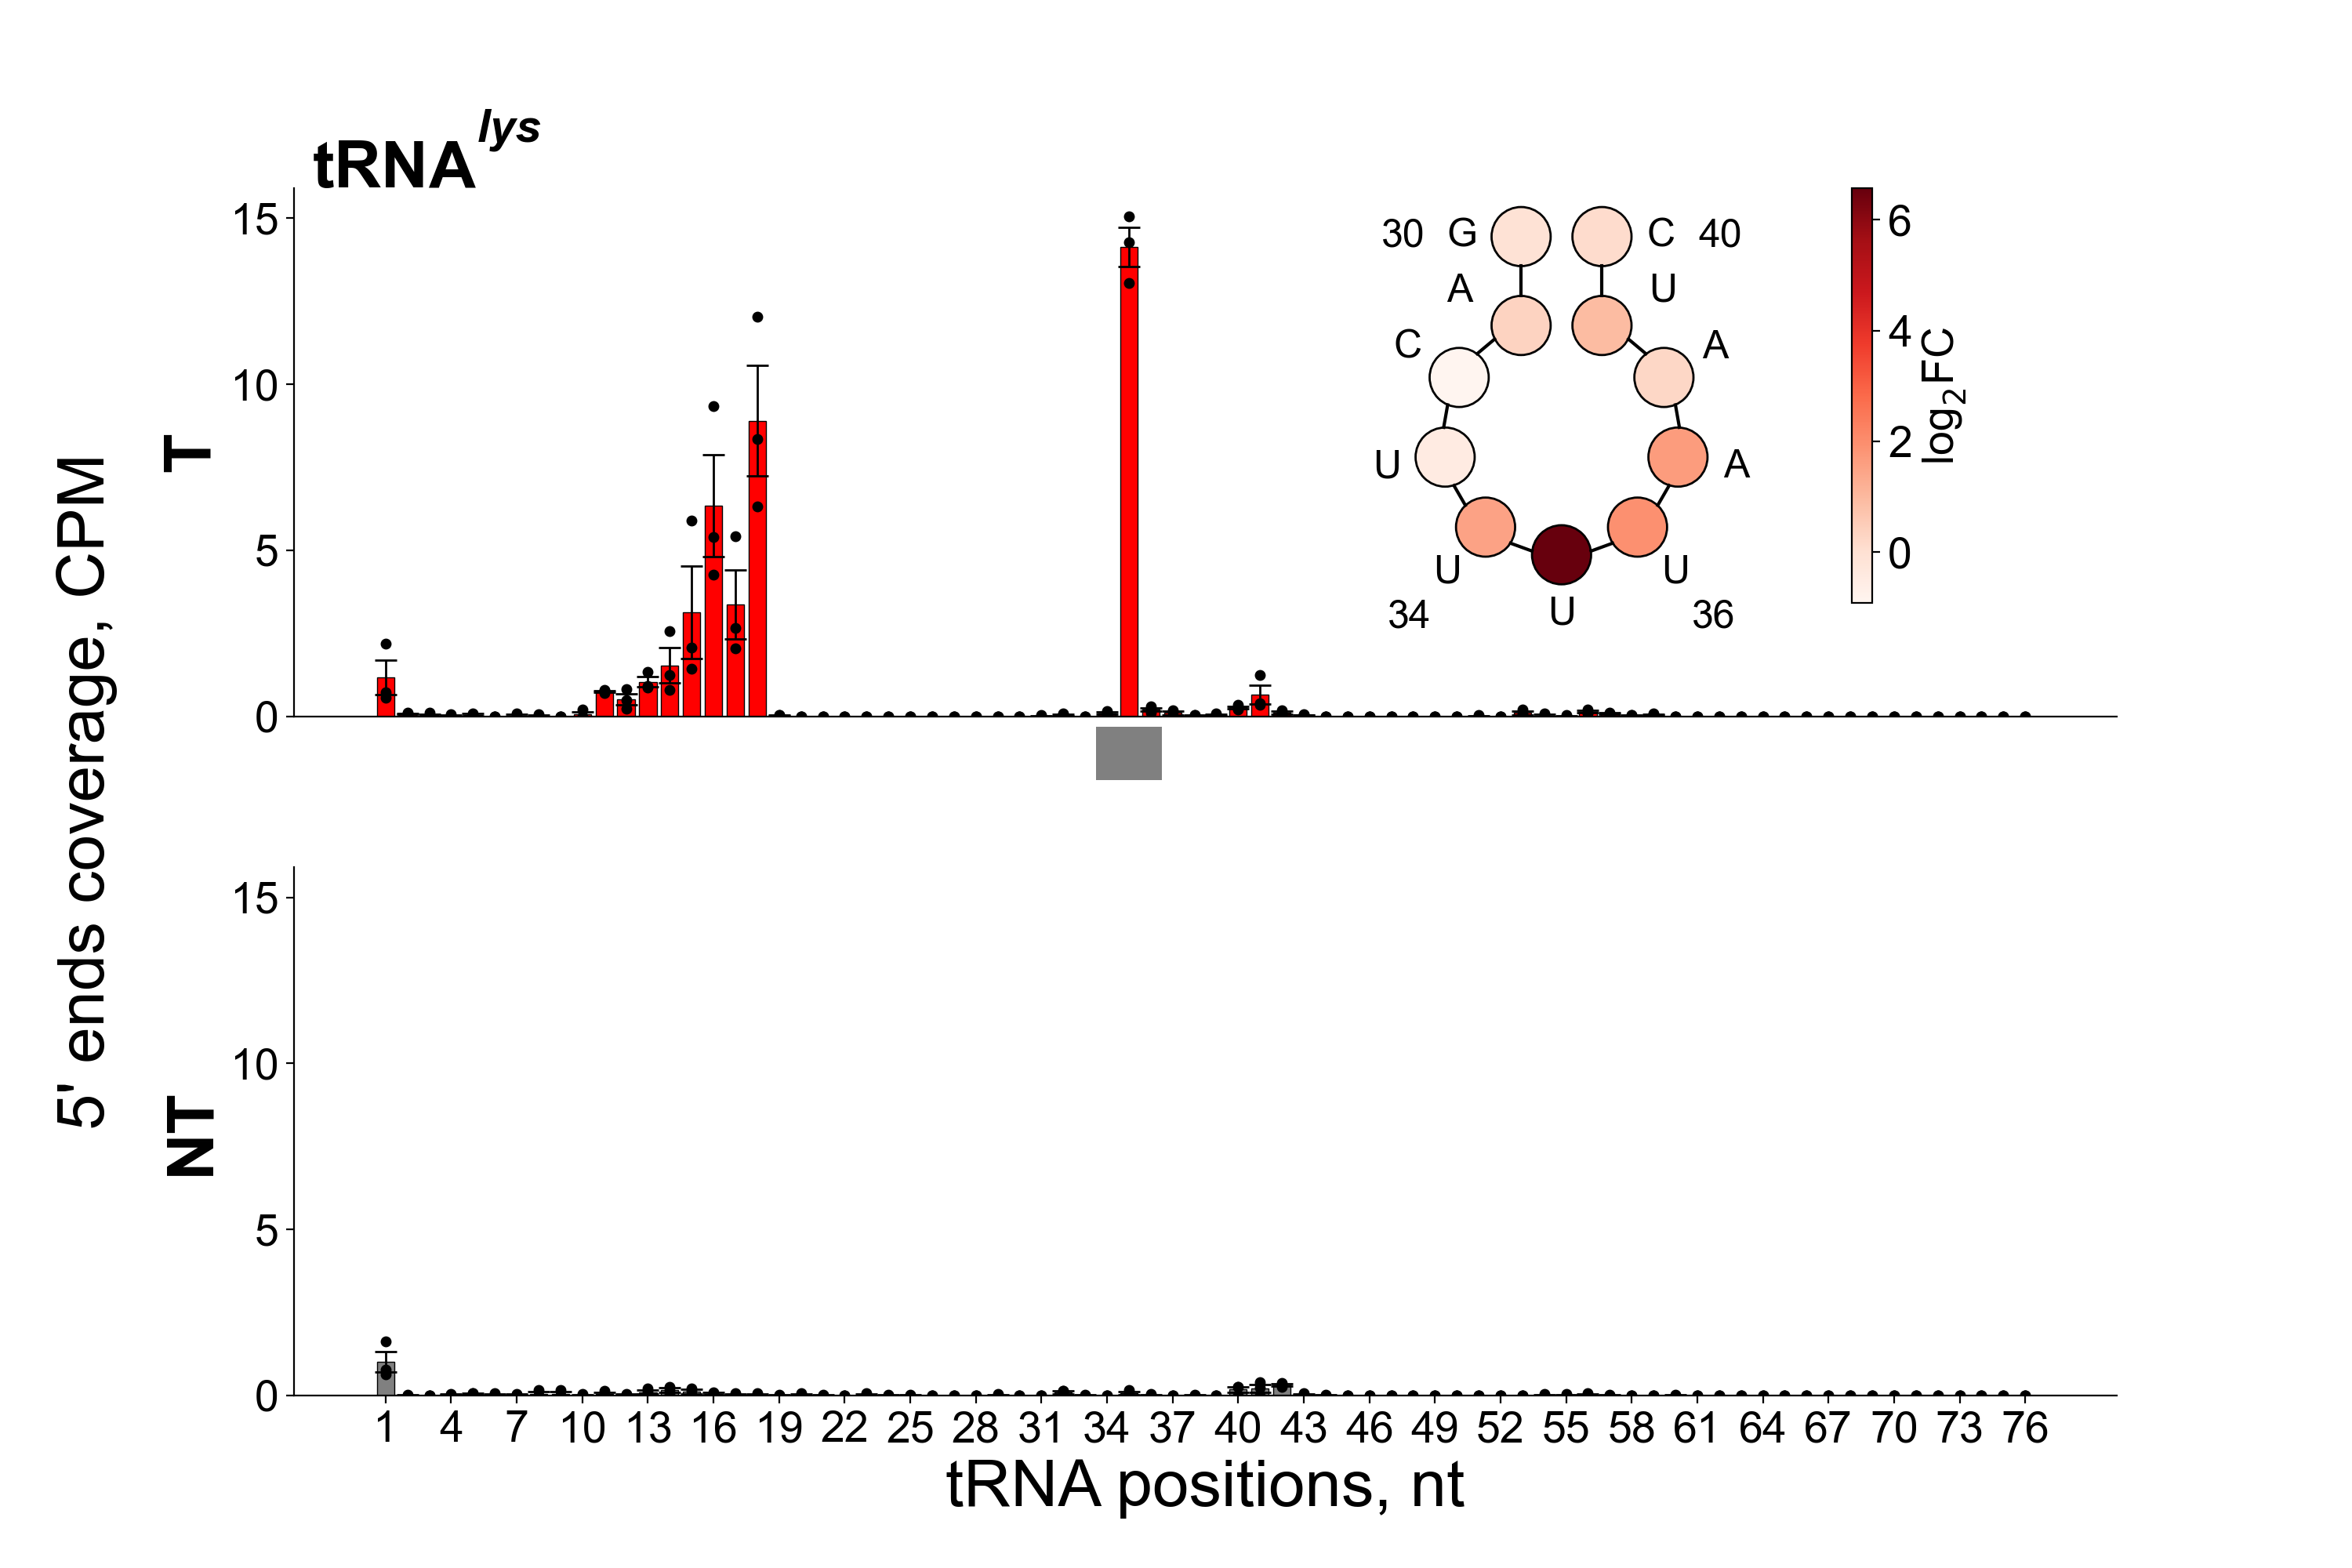 tRNAlys
5' ends coverage, CPM
T
15
10
5
0
30 G C 40
A U
C A
U A
U U
34 U 36
6
4
2
0
log2FC
NT
15
10
5
0
1 4 7 10 13 16 19 22 25 28 31 34 37 40 43 46 49 52 55 58 61 64 67 70 73 76
tRNA positions, nt